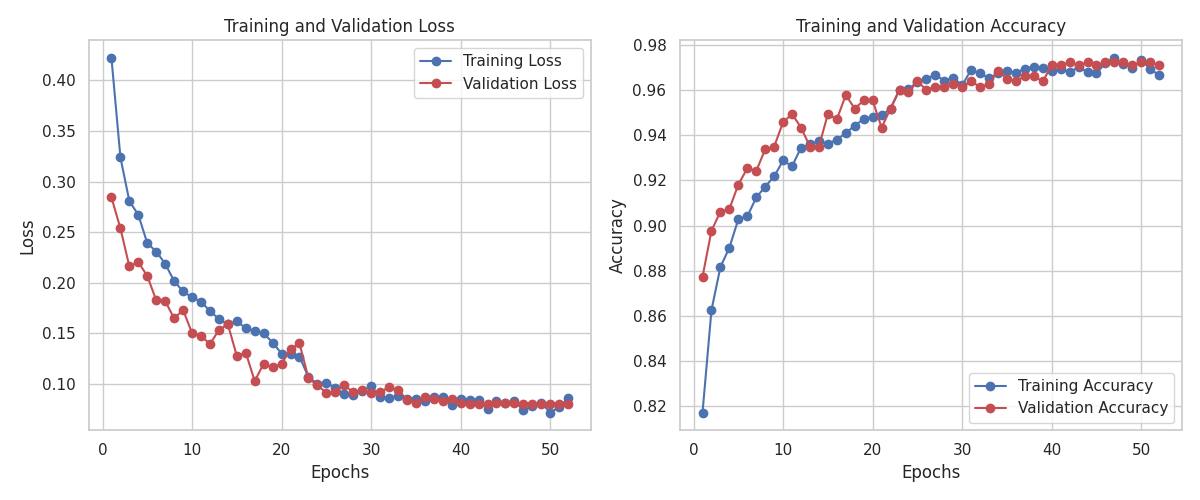 Training and Validation Loss
Training Loss
Validation Loss
0.40
0.35
0.30
0.25
0.20
0.15
0.10
Loss
0 10 20 30 40 50
Epochs
Training and Validation Accuracy
0.98
0.96
0.94
0.92
0.90
0.88
0.86
0.84
0.82
Accuracy
Training Accuracy
Validation Accuracy
0 10 20 30 40 50
Epochs